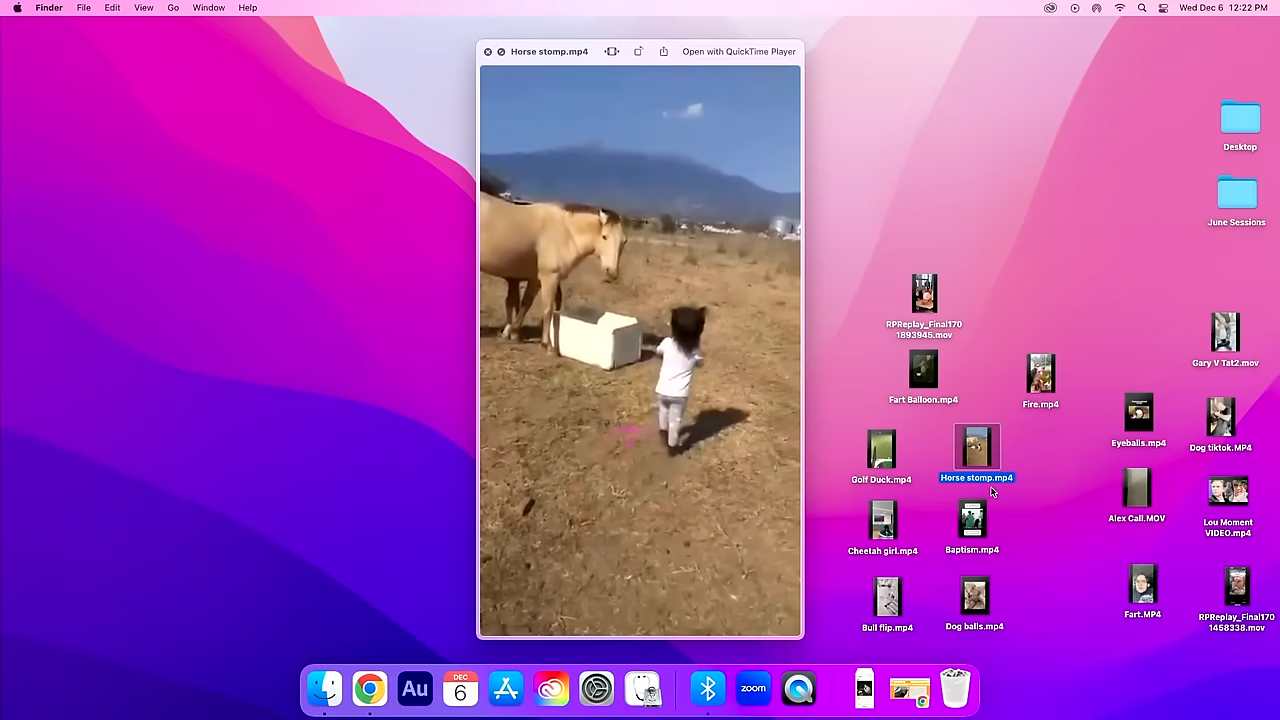 Finder File Edit View Go Window Help
Wed Dec 6 12:22 PM
Horse stomp.mp4
Open with QuickTime Player
Desktop
June Sessions
RPReplay_Final170
1893945.mov
Gary V Tat2.mov
Fart Balloon.mp4
Fire.mp4
Eyeballs.mp4
Dog tiktok.MP4
Golf Duck.mp4
Horse stomp.mp4
Alex Call.MOV
Lou Moment
VIDEO.mp4
Cheetah girl.mp4
Baptism.mp4
Fart.MP4
RPReplay_Final170
1458338.mov
Bull flip.mp4
Dog balls.mp4
Au
DEC
6
zoom